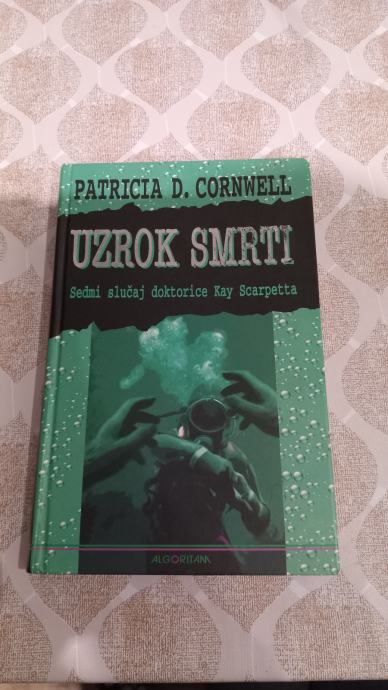 PATRICIA D. CORNWELL
UZROK SMRTI
Sedmi slučaj doktorice Kay Scarpetta
ALGORITAM